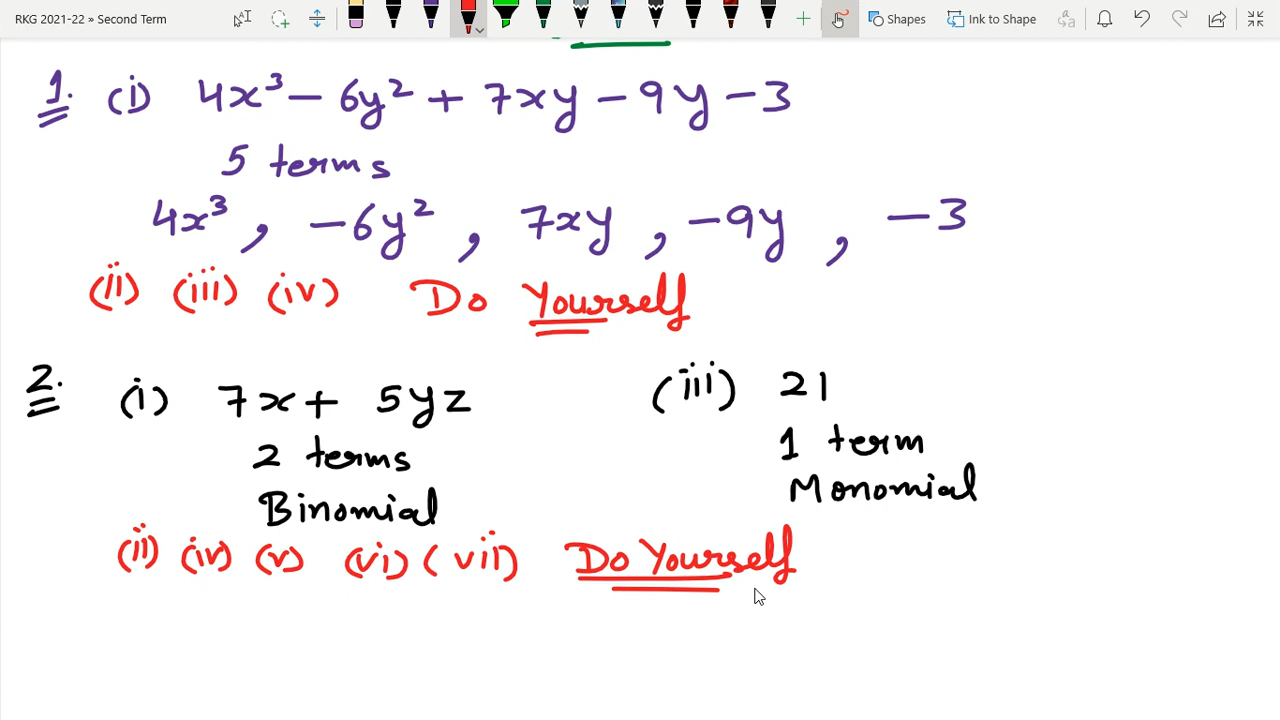 RKG 2021-22 » Second Term
Shapes
Ink to Shape
1. (i) 4x³ − 6y² + 7xy − 9y − 3
5 terms
4x³ , −6y² , 7xy , −9y , −3
(ii) (iii) (iv) Do Yourself
2. (i) 7x + 5yz
2 terms
Binomial
(iii) 21
1 term
Monomial
(ii) (iv) (v) (vi) (vii) Do Yourself